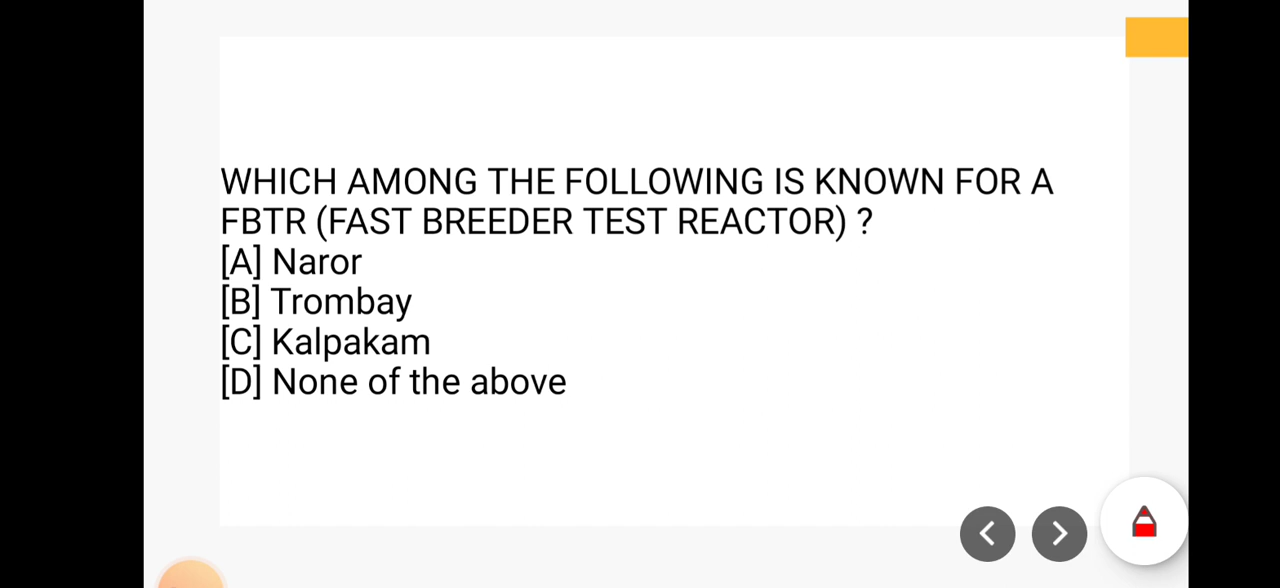 WHICH AMONG THE FOLLOWING IS KNOWN FOR A
FBTR (FAST BREEDER TEST REACTOR) ?
[A] Naror
[B] Trombay
[C] Kalpakam
[D] None of the above